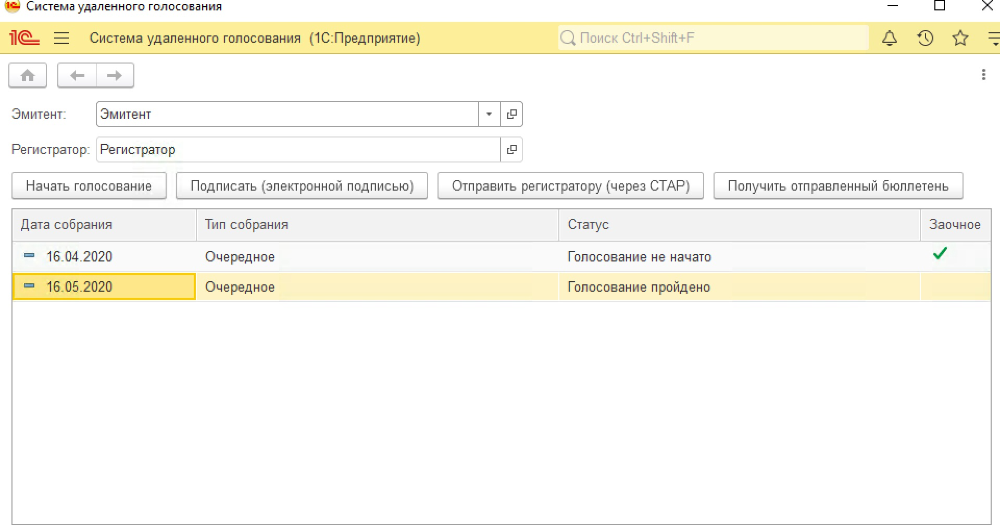 Система удаленного голосования
1С Система удаленного голосования (1С:Предприятие) Поиск Ctrl+Shift+F
Эмитент: Эмитент
Регистратор: Регистратор
Начать голосование Подписать (электронной подписью) Отправить регистратору (через СТАР) Получить отправленный бюллетень
Дата собрания Тип собрания Статус Заочное
16.04.2020 Очередное Голосование не начато
16.05.2020 Очередное Голосование пройдено